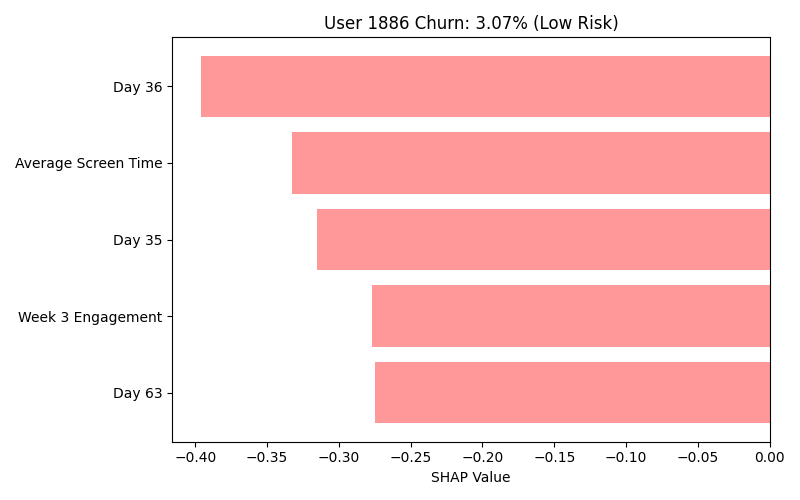 User 1886 Churn: 3.07% (Low Risk)
Day 36
Average Screen Time
Day 35
Week 3 Engagement
Day 63
−0.40 −0.35 −0.30 −0.25 −0.20 −0.15 −0.10 −0.05 0.00
SHAP Value